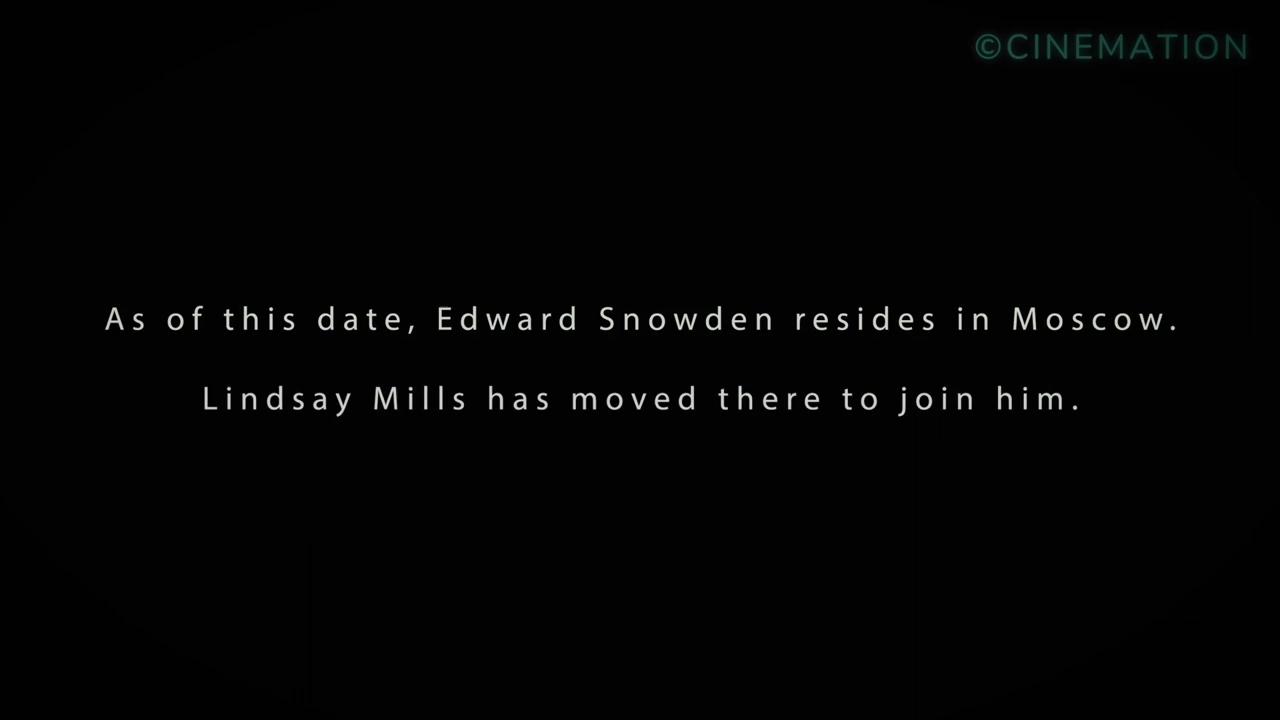 ©CINEMATION
As of this date, Edward Snowden resides in Moscow.
Lindsay Mills has moved there to join him.